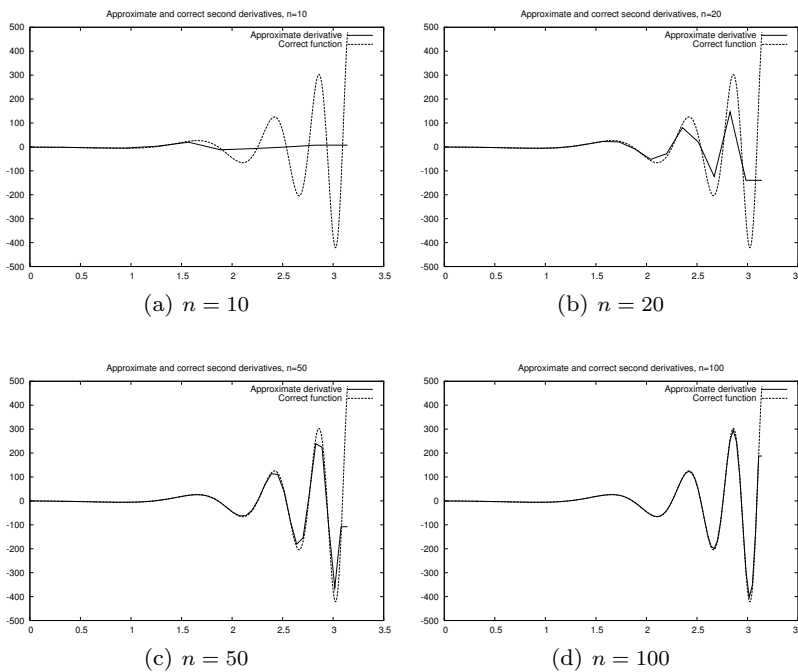 Approximate and correct second derivatives, n=10
Approximate derivative
Correct function
500
400
300
200
100
0
-100
-200
-300
-400
-500
0 0.5 1 1.5 2 2.5 3 3.5
(a) n = 10
Approximate and correct second derivatives, n=20
Approximate derivative
Correct function
500
400
300
200
100
0
-100
-200
-300
-400
-500
0 0.5 1 1.5 2 2.5 3 3.5
(b) n = 20
Approximate and correct second derivatives, n=50
Approximate derivative
Correct function
500
400
300
200
100
0
-100
-200
-300
-400
-500
0 0.5 1 1.5 2 2.5 3 3.5
(c) n = 50
Approximate and correct second derivatives, n=100
Approximate derivative
Correct function
500
400
300
200
100
0
-100
-200
-300
-400
-500
0 0.5 1 1.5 2 2.5 3 3.5
(d) n = 100